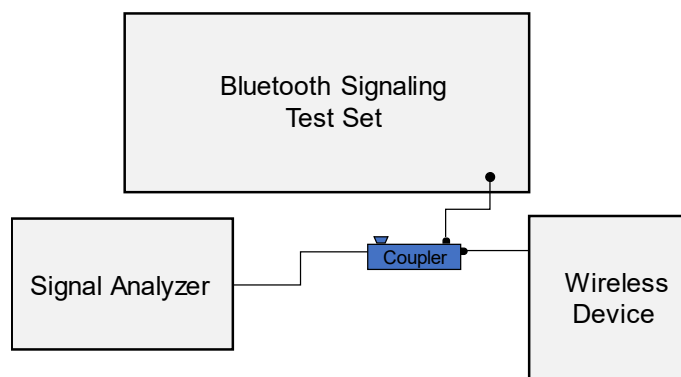 Bluetooth Signaling
Test Set
Coupler
Signal Analyzer
Wireless
Device